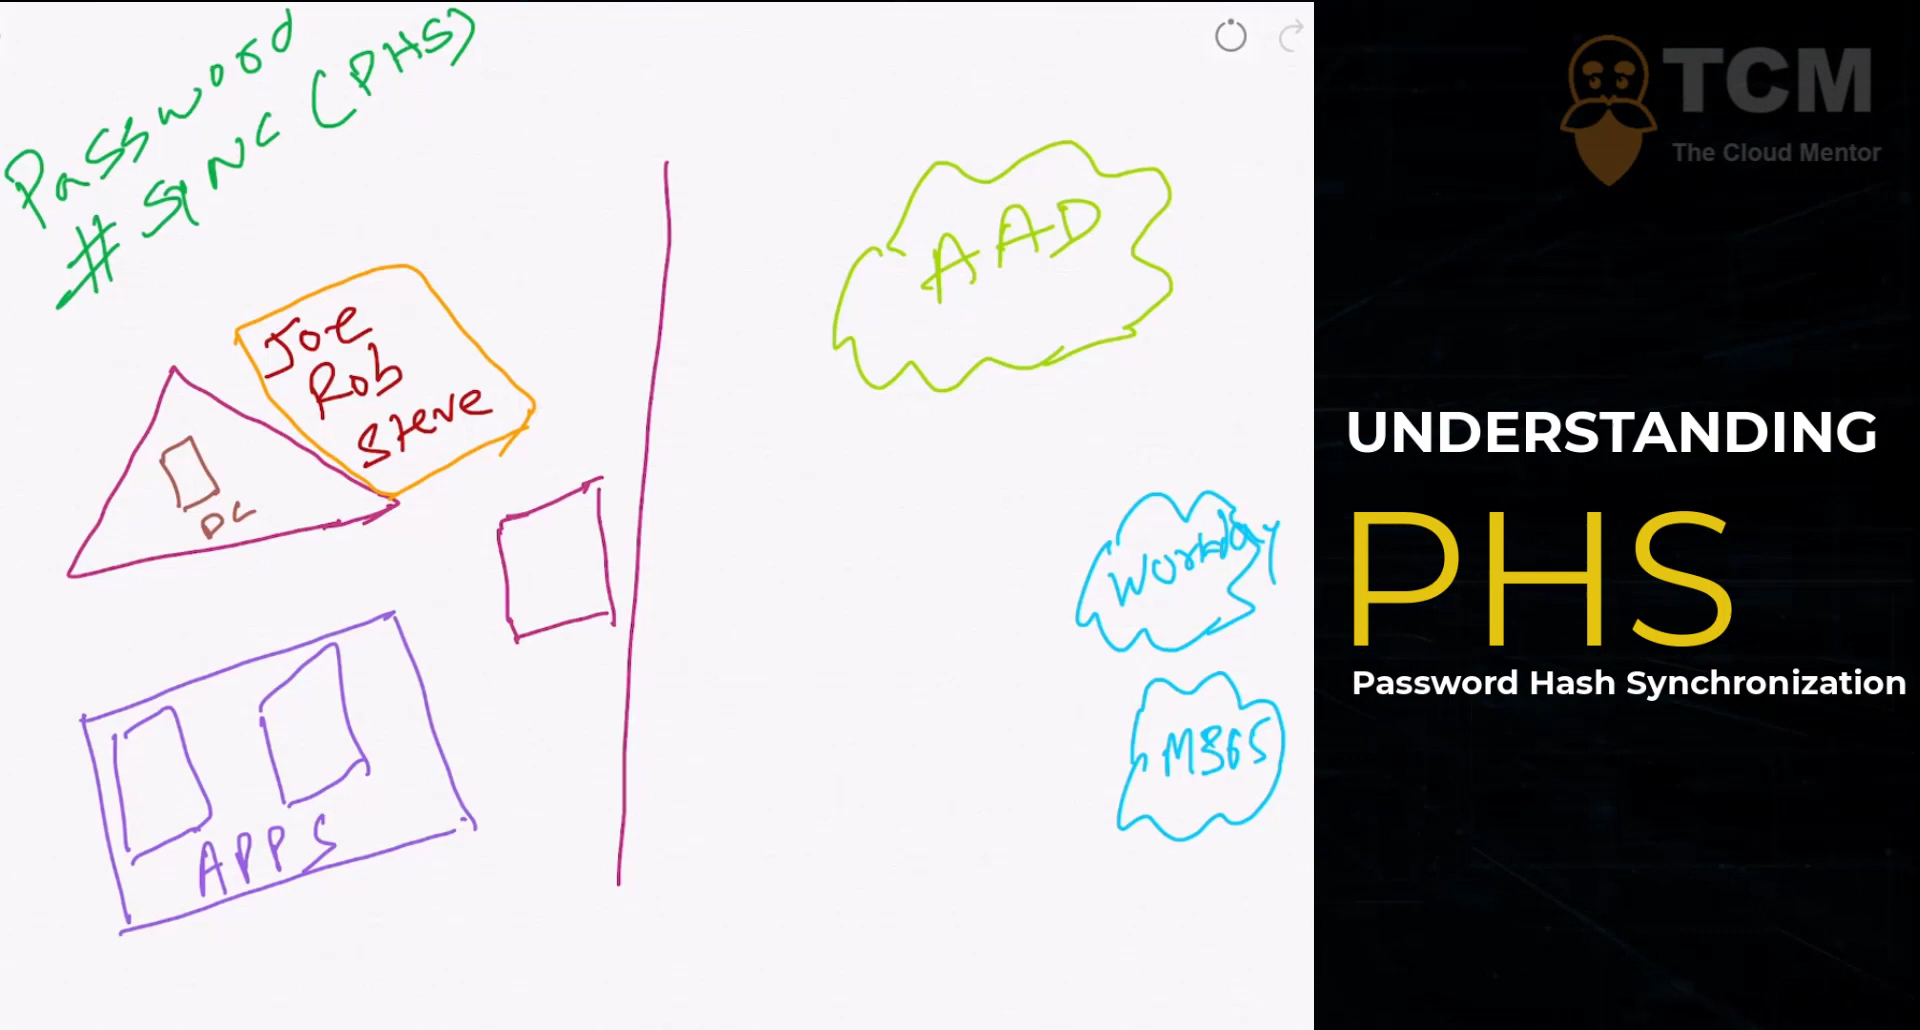 Password
# SYNC (PHS)
Joe
Rob
Steve
DC
APPS
AAD
Workday
M365
TCM
The Cloud Mentor
UNDERSTANDING
PHS
Password Hash Synchronization